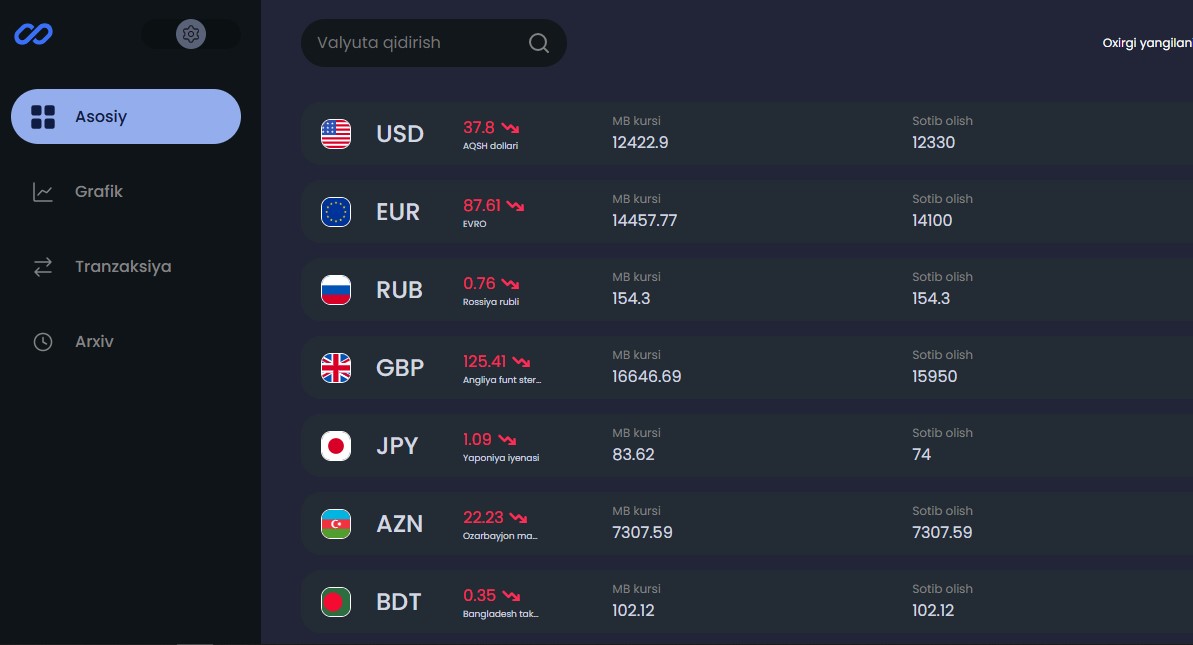 Valyuta qidirish
Oxirgi yangilan
Asosiy
Grafik
Tranzaksiya
Arxiv
USD
37.8
AQSH dollari
MB kursi
12422.9
Sotib olish
12330
EUR
87.61
EVRO
MB kursi
14457.77
Sotib olish
14100
RUB
0.76
Rossiya rubli
MB kursi
154.3
Sotib olish
154.3
GBP
125.41
Angliya funt ster...
MB kursi
16646.69
Sotib olish
15950
JPY
1.09
Yaponiya iyenasi
MB kursi
83.62
Sotib olish
74
AZN
22.23
Ozarbayjon ma...
MB kursi
7307.59
Sotib olish
7307.59
BDT
0.35
Bangladesh tak...
MB kursi
102.12
Sotib olish
102.12